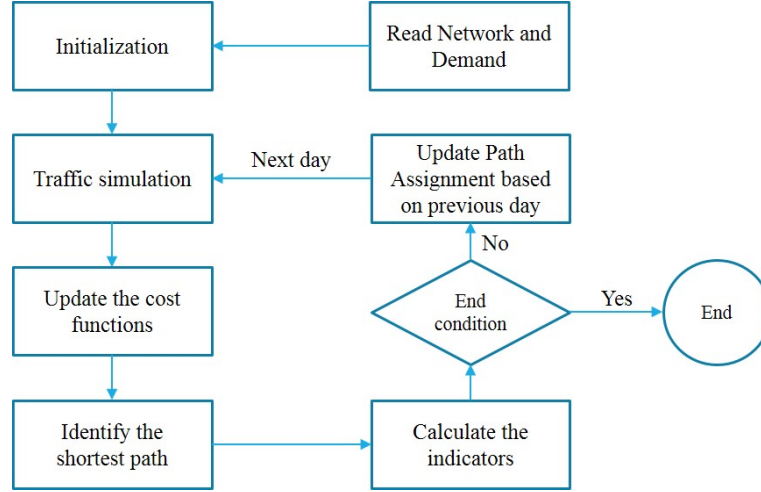 Initialization
Read Network and
Demand
Traffic simulation
Next day
Update Path
Assignment based
on previous day
No
Update the cost
functions
End
condition
Yes
End
Identify the
shortest path
Calculate the
indicators